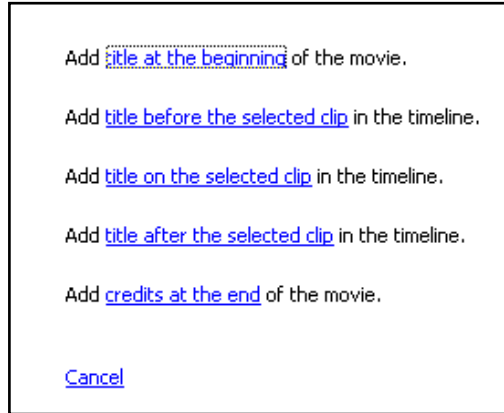 Add title at the beginning of the movie.
Add title before the selected clip in the timeline.
Add title on the selected clip in the timeline.
Add title after the selected clip in the timeline.
Add credits at the end of the movie.
Cancel